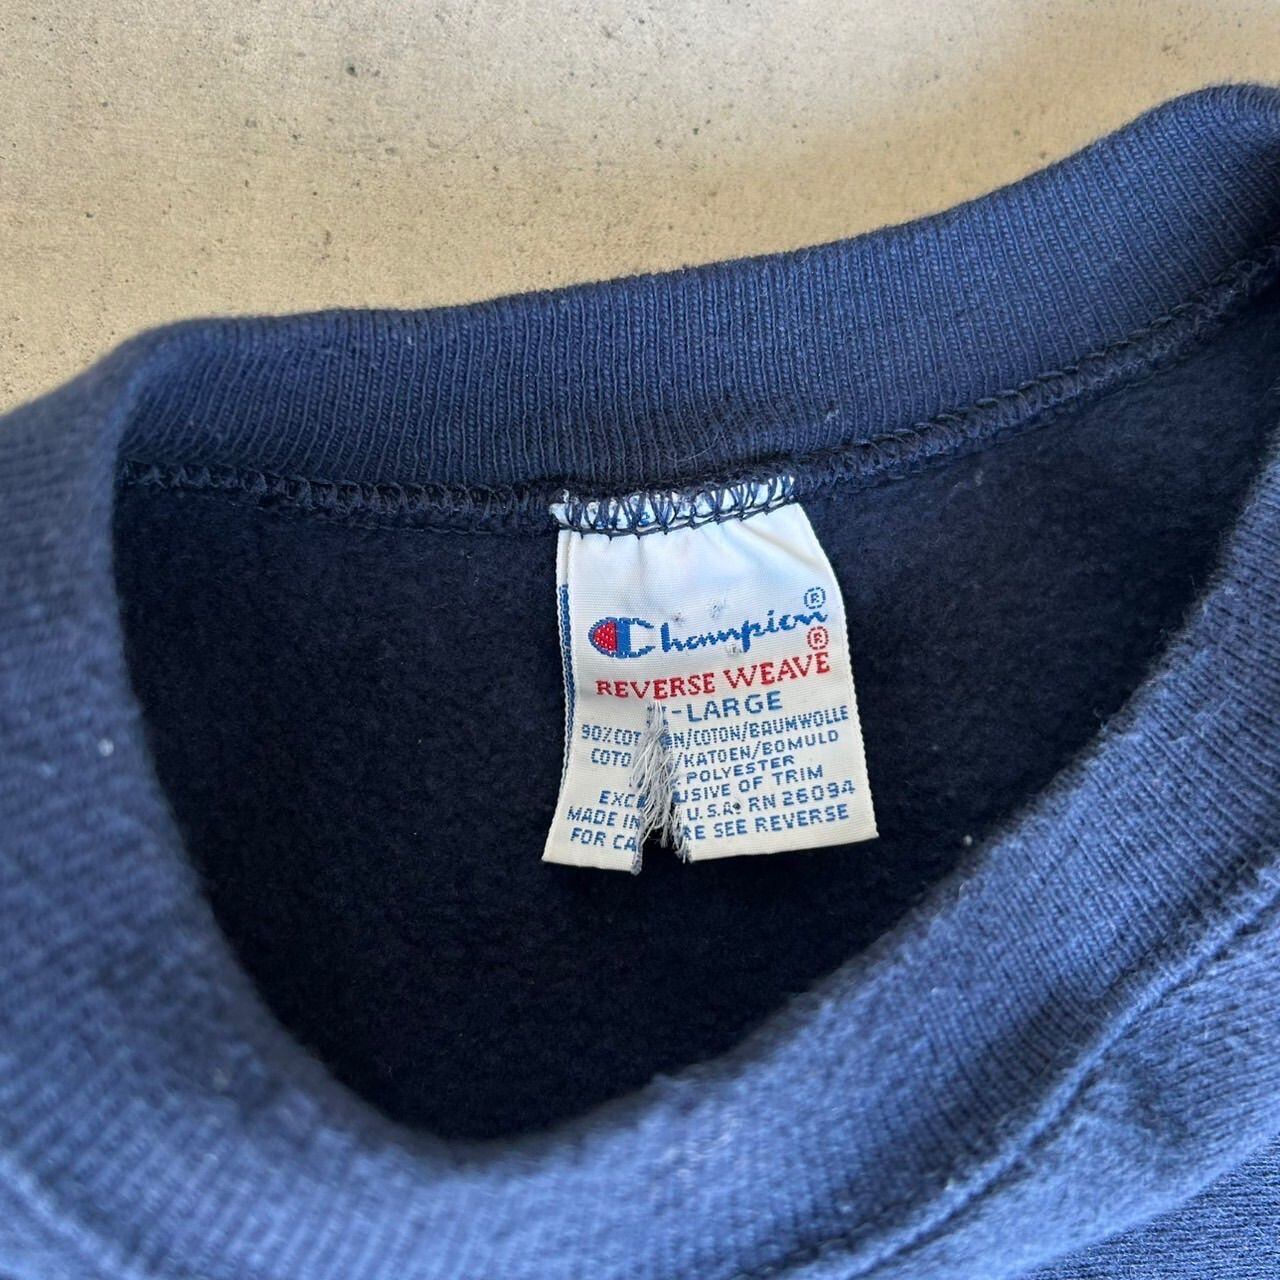 Champion®
REVERSE WEAVE®
-LARGE
90% COT N/COTON/BAUMWOLLE
COTO /KATOEN/BOMULD
POLYESTER
EXC USIVE OF TRIM
MADE IN U.S.A. RN 26094
FOR CA RE SEE REVERSE